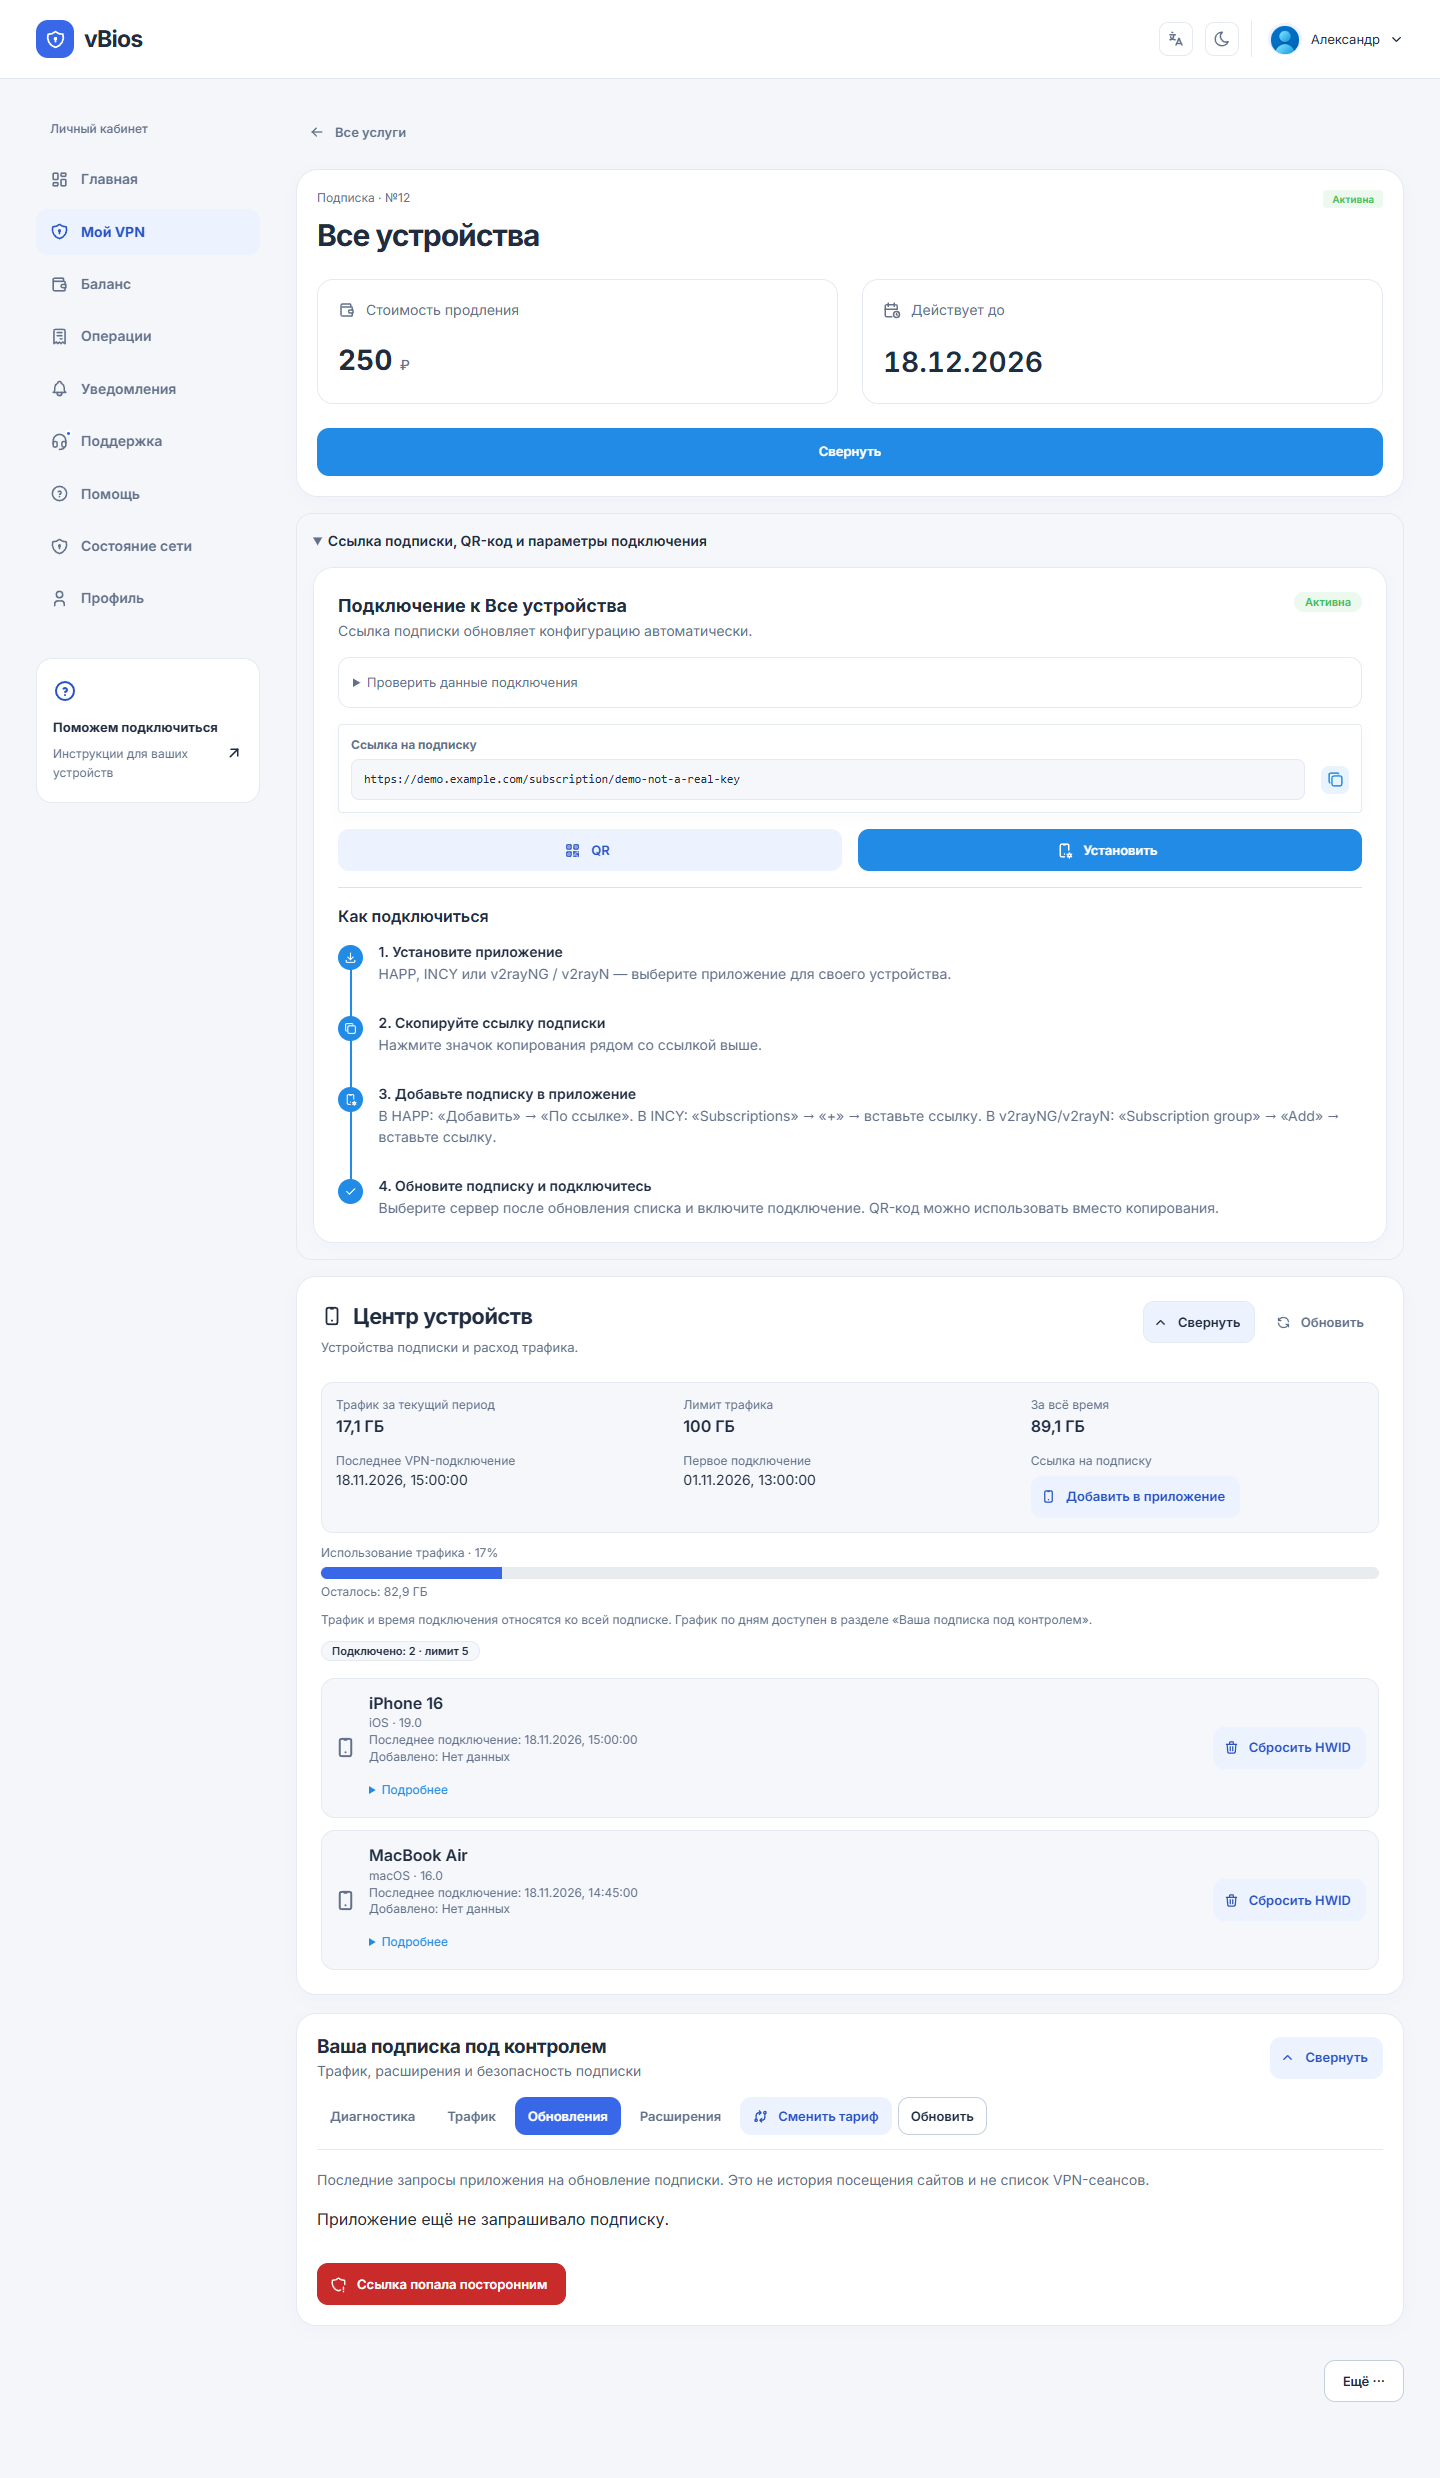 vBios
Александр
Личный кабинет
Главная
Мой VPN
Баланс
Операции
Уведомления
Поддержка
Помощь
Состояние сети
Профиль
Поможем подключиться
Инструкции для ваших
устройств
Все услуги
Подписка · №12
Активна
Все устройства
Стоимость продления
250 ₽
Действует до
18.12.2026
Свернуть
Ссылка подписки, QR-код и параметры подключения
Подключение к Все устройства
Активна
Ссылка подписки обновляет конфигурацию автоматически.
Проверить данные подключения
Ссылка на подписку
https://demo.example.com/subscription/demo-not-a-real-key
QR
Установить
Как подключиться
1. Установите приложение
HAPP, INCY или v2rayNG / v2rayN — выберите приложение для своего устройства.
2. Скопируйте ссылку подписки
Нажмите значок копирования рядом со ссылкой выше.
3. Добавьте подписку в приложение
В HAPP: «Добавить» → «По ссылке». В INCY: «Subscriptions» → «+» → вставьте ссылку. В v2rayNG/v2rayN: «Subscription group» → «Add» →
вставьте ссылку.
4. Обновите подписку и подключитесь
Выберите сервер после обновления списка и включите подключение. QR-код можно использовать вместо копирования.
Центр устройств
Свернуть
Обновить
Устройства подписки и расход трафика.
Трафик за текущий период
17,1 ГБ
Лимит трафика
100 ГБ
За всё время
89,1 ГБ
Последнее VPN-подключение
18.11.2026, 15:00:00
Первое подключение
01.11.2026, 13:00:00
Ссылка на подписку
Добавить в приложение
Использование трафика · 17%
Осталось: 82,9 ГБ
Трафик и время подключения относятся ко всей подписке. График по дням доступен в разделе «Ваша подписка под контролем».
Подключено: 2 · лимит 5
iPhone 16
iOS · 19.0
Последнее подключение: 18.11.2026, 15:00:00
Добавлено: Нет данных
Подробнее
Сбросить HWID
MacBook Air
macOS · 16.0
Последнее подключение: 18.11.2026, 14:45:00
Добавлено: Нет данных
Подробнее
Сбросить HWID
Ваша подписка под контролем
Трафик, расширения и безопасность подписки
Свернуть
Диагностика
Трафик
Обновления
Расширения
Сменить тариф
Обновить
Последние запросы приложения на обновление подписки. Это не история посещения сайтов и не список VPN-сеансов.
Приложение ещё не запрашивало подписку.
Ссылка попала посторонним
Ещё ···